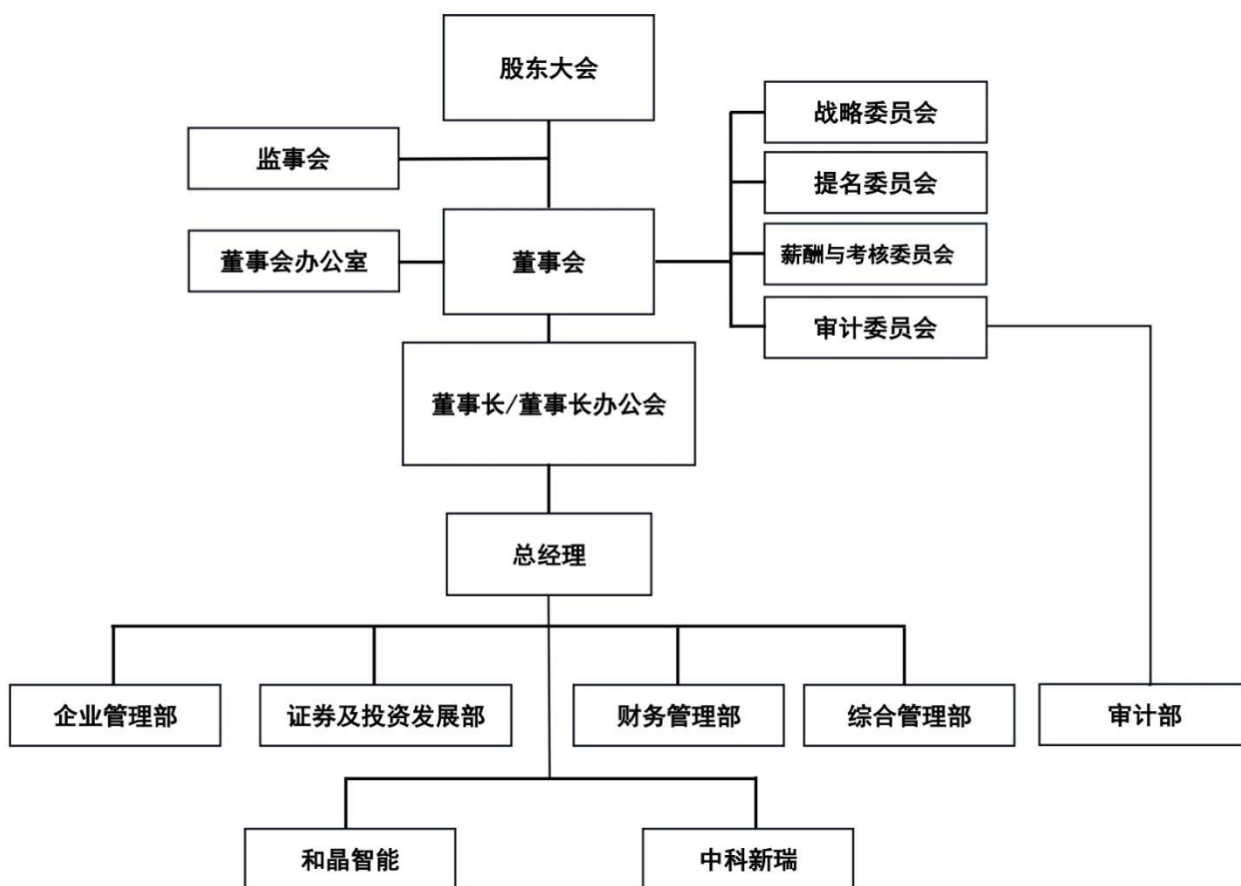 股东大会
战略委员会
监事会
提名委员会
董事会办公室
董事会
薪酬与考核委员会
审计委员会
董事长/董事长办公会
总经理
企业管理部
证券及投资发展部
财务管理部
综合管理部
审计部
和晶智能
中科新瑞